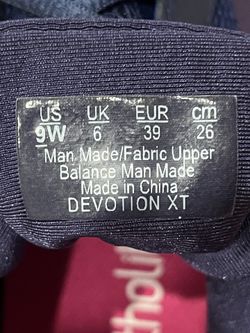 US UK EUR cm
9W 6 39 26
Man Made/Fabric Upper
Balance Man Made
Made in China
DEVOTION XT